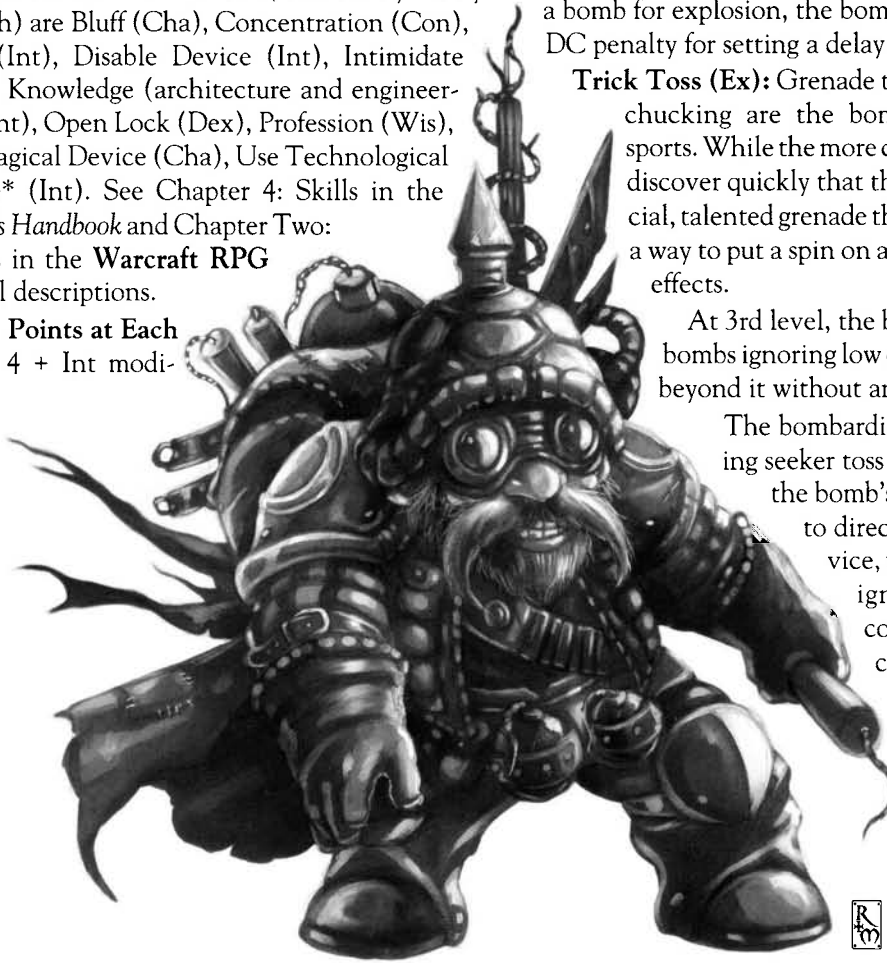 h) are Bluff (Cha), Concentration (Con),
(Int), Disable Device (Int), Intimidate
Knowledge (architecture and engineer-
nt), Open Lock (Dex), Profession (Wis),
agical Device (Cha), Use Technological
* (Int). See Chapter 4: Skills in the
s Handbook and Chapter Two:
in the Warcraft RPG
l descriptions.
Points at Each
4 + Int modi-
a bomb for explosion, the bom
DC penalty for setting a delay
Trick Toss (Ex): Grenade t
chucking are the bon
sports. While the more c
discover quickly that th
cial, talented grenade th
a way to put a spin on a
effects.
At 3rd level, the b
bombs ignoring low
beyond it without an
The bombardi
ing seeker toss
the bomb's
to direc
vice,
ign
co
c
RM